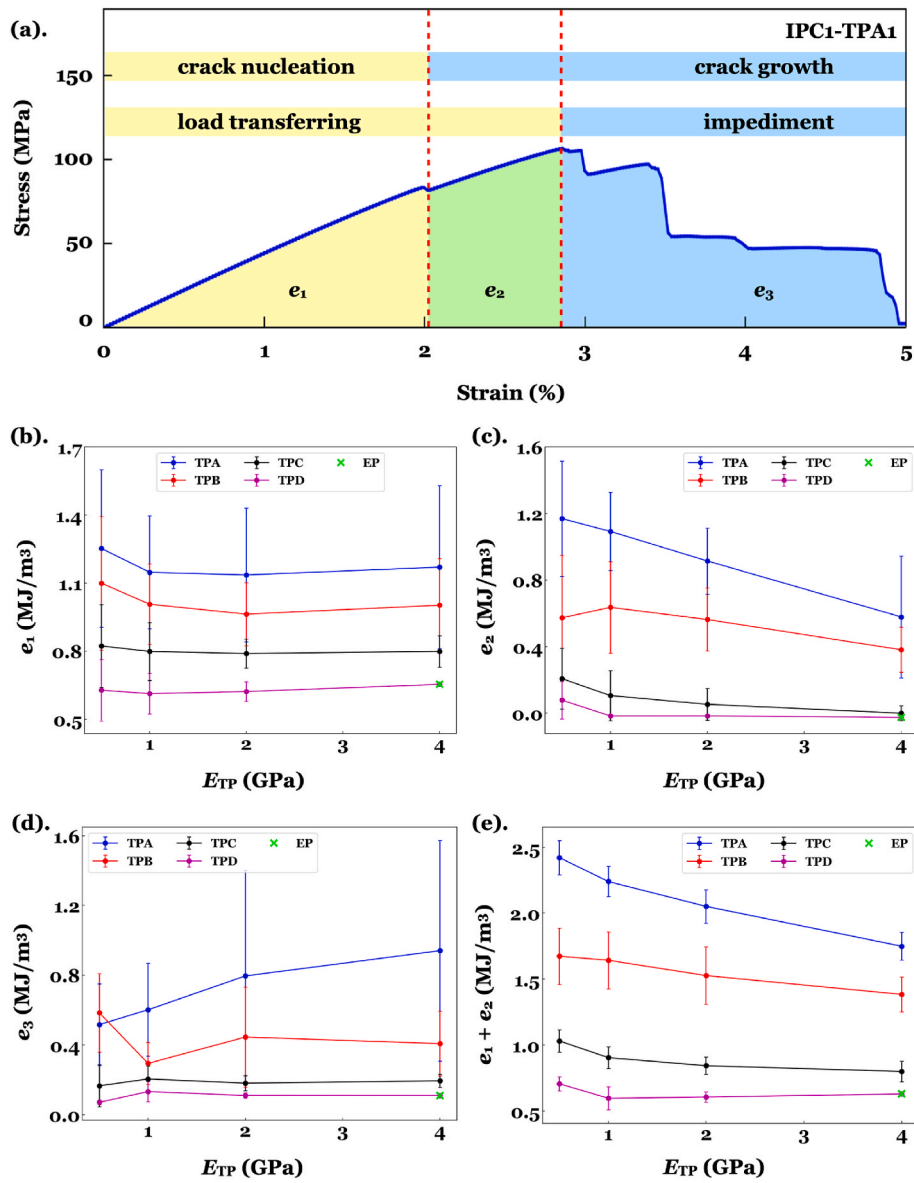 (a).
IPC1-TPA1
crack nucleation
crack growth
load transferring
impediment
Stress (MPa)
150
100
50
0
e1
e2
e3
0 1 2 3 4 5
Strain (%)
(b).
TPA TPC EP
TPB TPD
e1 (MJ/m3)
1.7
1.4
1.1
0.8
0.5
1 2 3 4
ETP (GPa)
(c).
TPA TPC EP
TPB TPD
e2 (MJ/m3)
1.6
1.2
0.8
0.4
0.0
1 2 3 4
ETP (GPa)
(d).
TPA TPC EP
TPB TPD
e3 (MJ/m3)
1.6
1.2
0.8
0.4
0.0
1 2 3 4
ETP (GPa)
(e).
TPA TPC EP
TPB TPD
e1 + e2 (MJ/m3)
2.5
2.0
1.5
1.0
0.5
1 2 3 4
ETP (GPa)